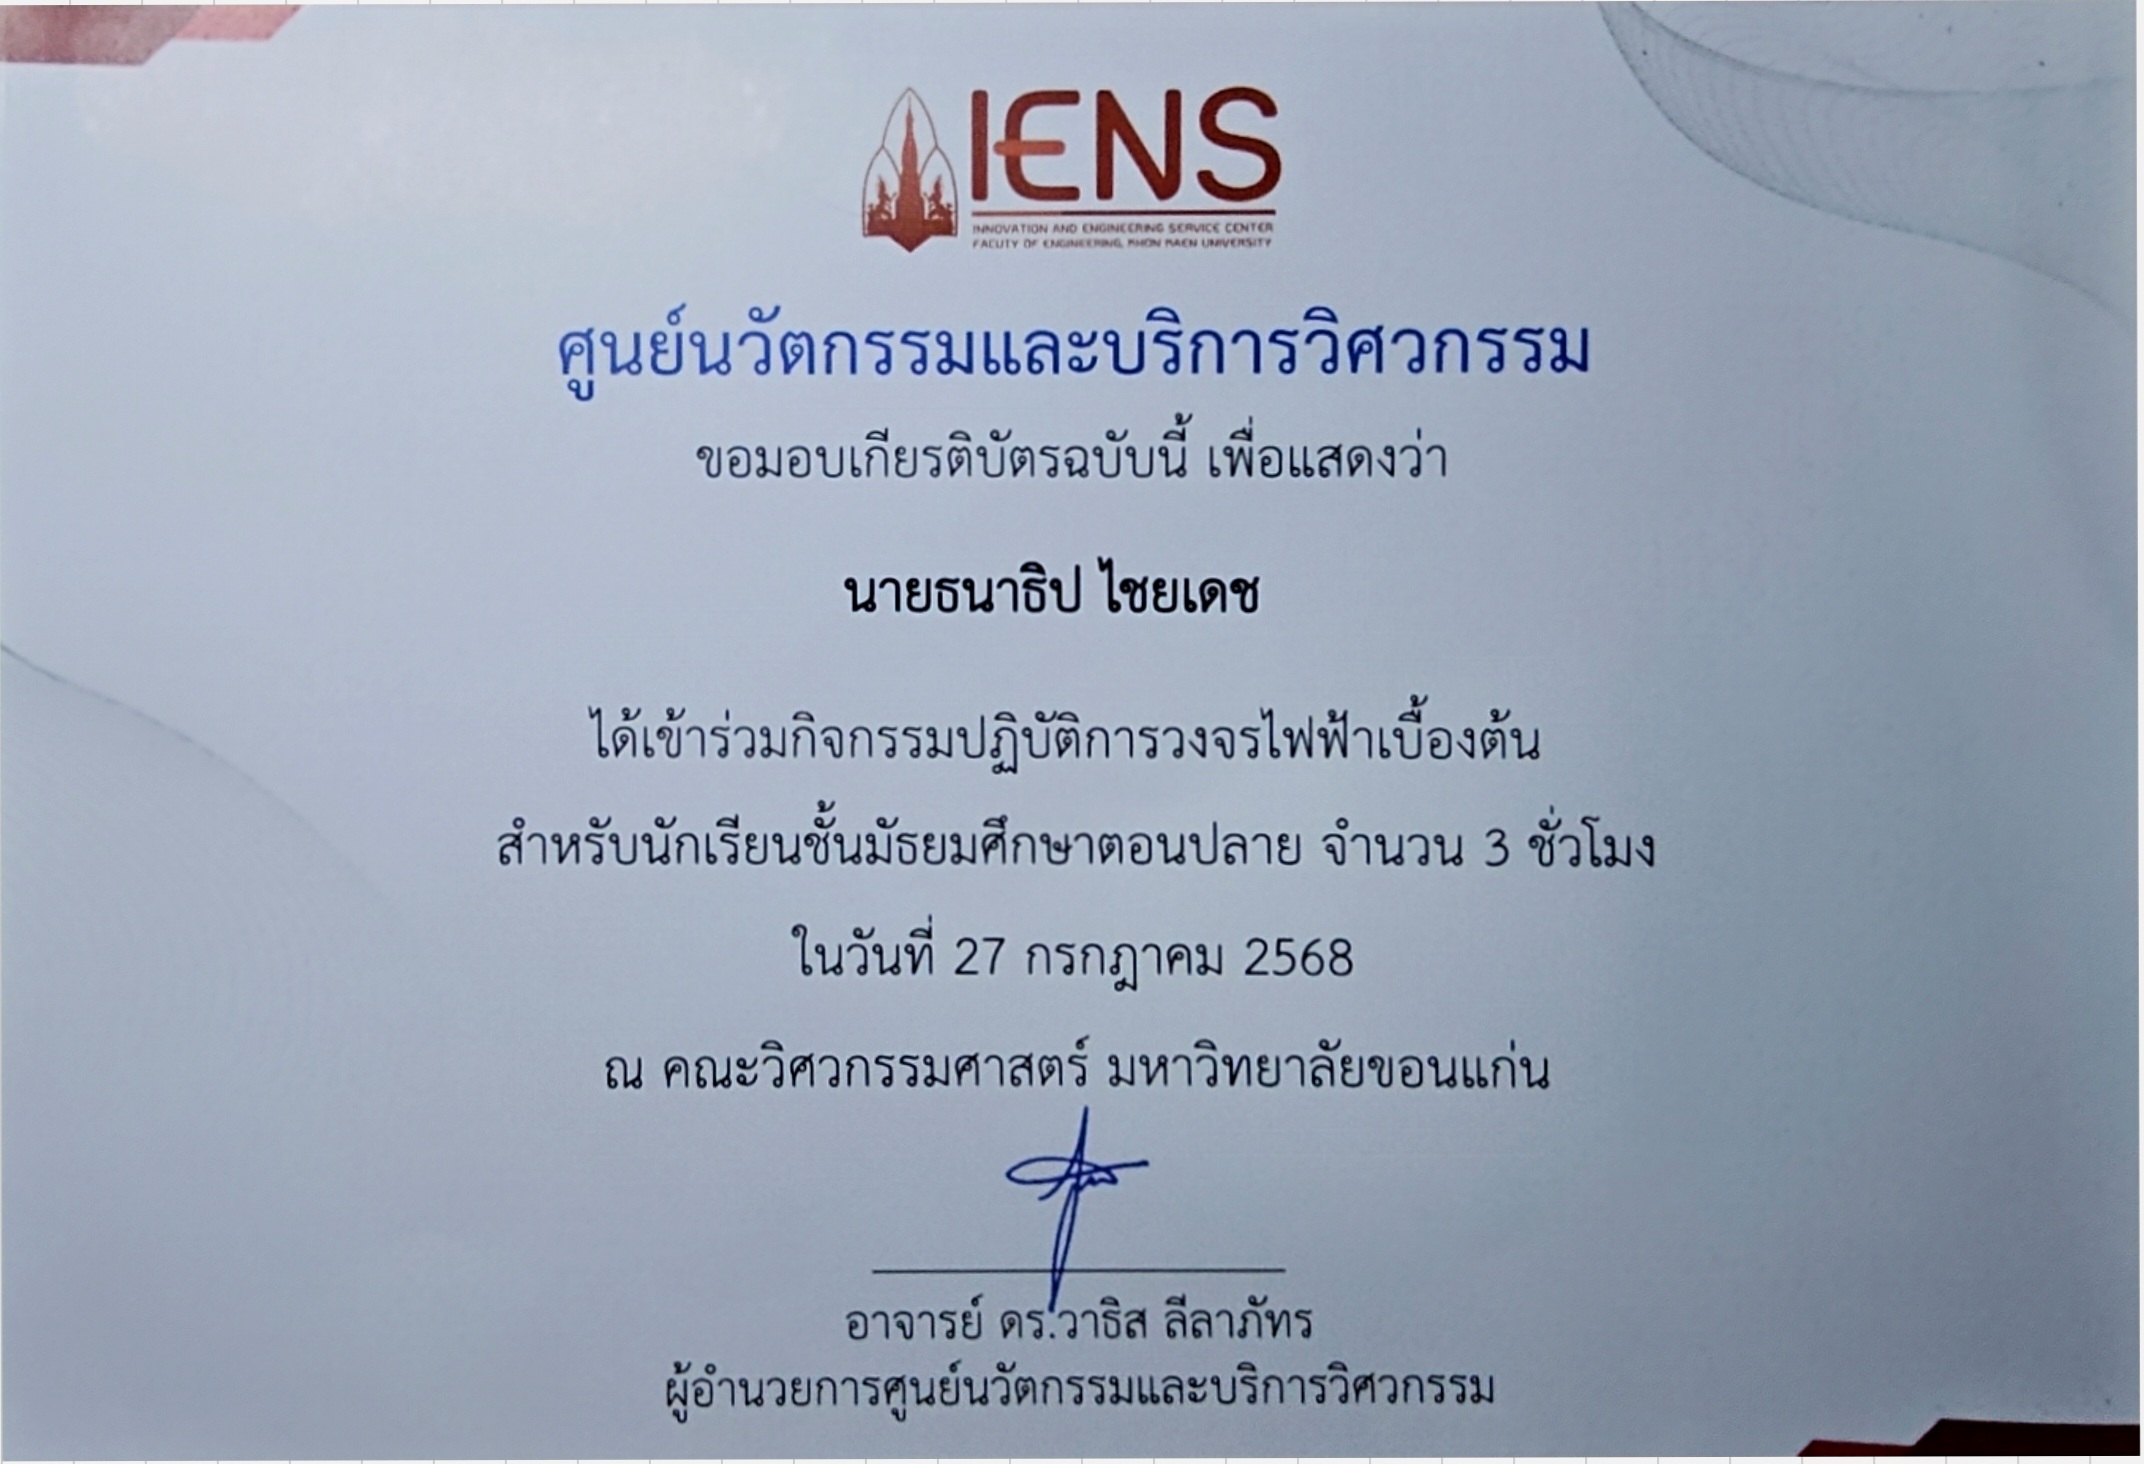 IENS
INNOVATION AND ENGINEERING SERVICE CENTER
FACUTY OF ENGINEERING, KHON KAEN UNIVERSITY
ศูนย์นวัตกรรมและบริการวิศวกรรม
ขอมอบเกียรติบัตรฉบับนี้ เพื่อแสดงว่า
นายธนาธิป ไชยเดช
ได้เข้าร่วมกิจกรรมปฏิบัติการวงจรไฟฟ้าเบื้องต้น
สำหรับนักเรียนชั้นมัธยมศึกษาตอนปลาย จำนวน 3 ชั่วโมง
ในวันที่ 27 กรกฎาคม 2568
ณ คณะวิศวกรรมศาสตร์ มหาวิทยาลัยขอนแก่น
อาจารย์ ดร.วาธิส ลีลาภัทร
ผู้อำนวยการศูนย์นวัตกรรมและบริการวิศวกรรม